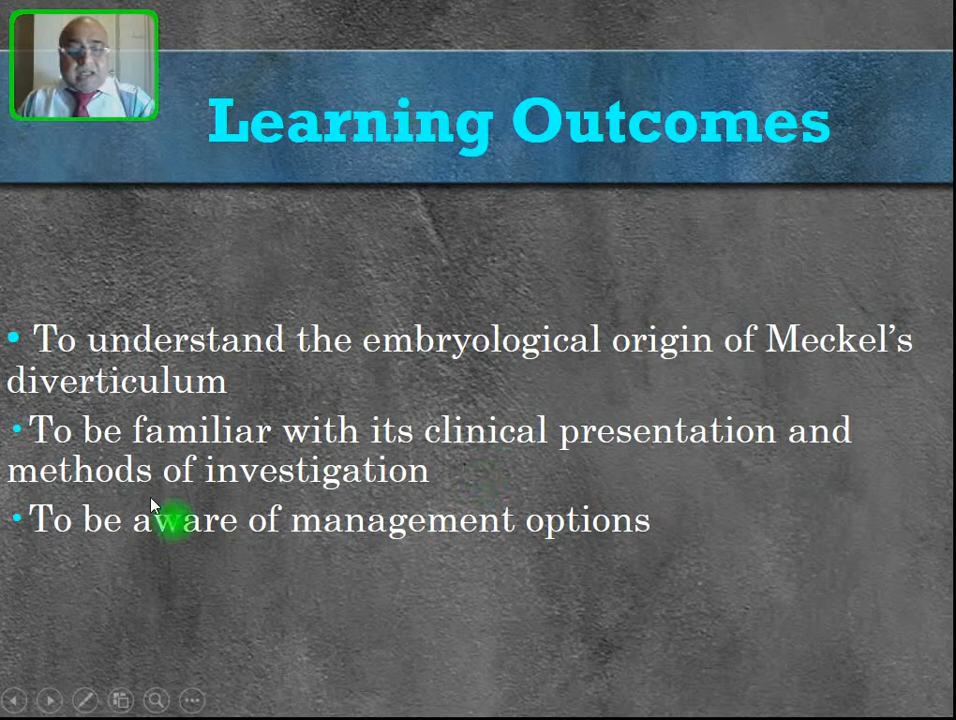 Learning Outcomes
• To understand the embryological origin of Meckel’s
diverticulum
• To be familiar with its clinical presentation and
methods of investigation
• To be aware of management options